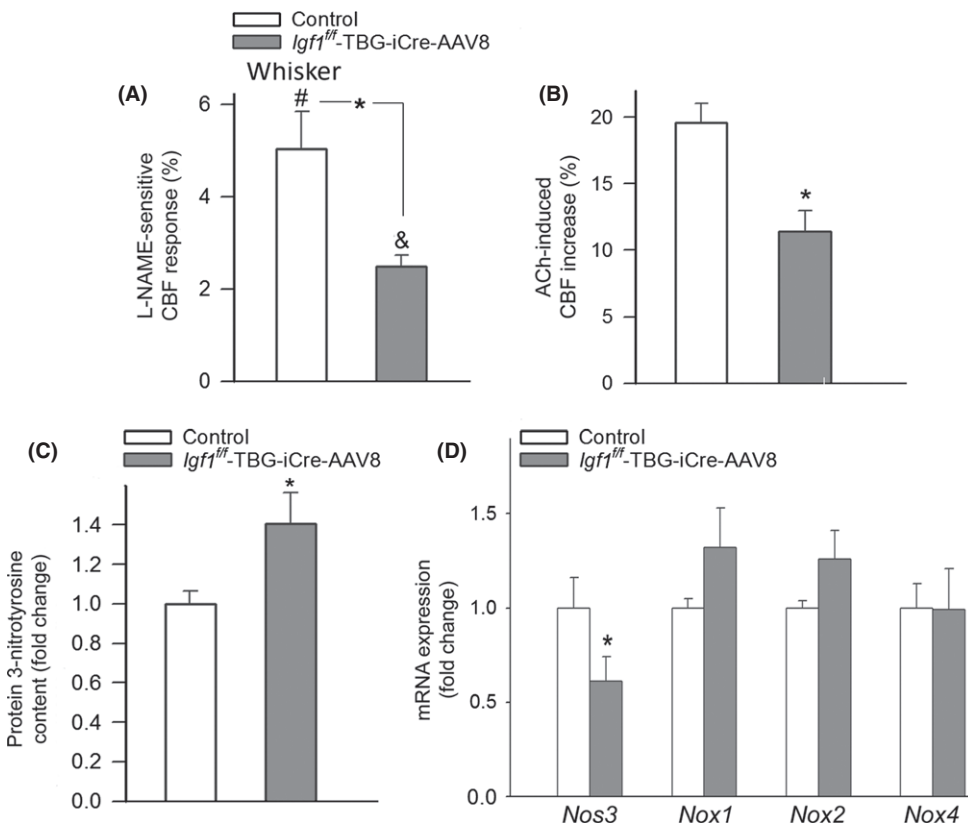 Control
Igf1f/f-TBG-iCre-AAV8
Whisker
(A)
#
*
&
6
4
2
0
L-NAME-sensitive
CBF response (%)
(B)
*
20
15
10
5
0
ACh-induced
CBF increase (%)
(C)
Control
Igf1f/f-TBG-iCre-AAV8
*
1.4
1.2
1.0
0.8
0.6
0.4
0.2
0.0
Protein 3-nitrotyrosine
content (fold change)
(D)
Control
Igf1f/f-TBG-iCre-AAV8
*
1.5
1.0
0.5
0.0
mRNA expression
(fold change)
Nos3 Nox1 Nox2 Nox4